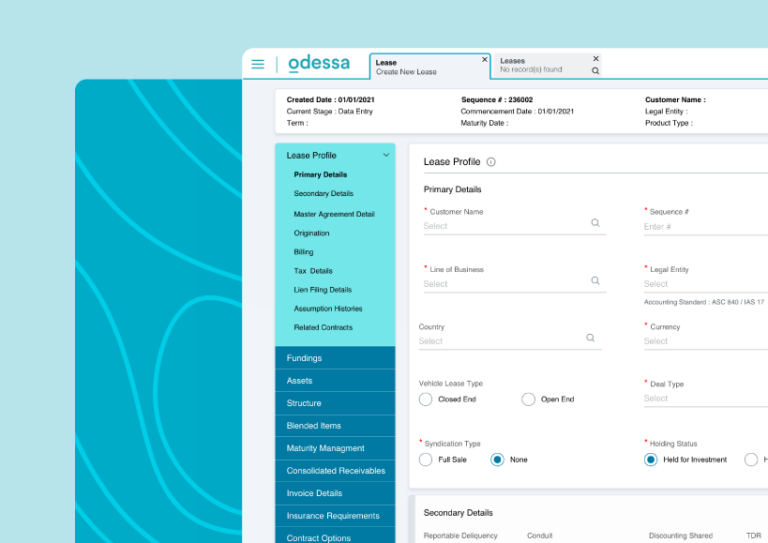 odessa
Lease
Create New Lease
Leases
No record(s) found
Created Date : 01/01/2021
Current Stage : Data Entry
Term :
Sequence # : 236002
Commencement Date : 01/01/2021
Maturity Date :
Customer Name :
Legal Entity :
Product Type :
Lease Profile
Primary Details
Secondary Details
Master Agreement Detail
Origination
Billing
Tax Details
Lien Filing Details
Assumption Histories
Related Contracts
Fundings
Assets
Structure
Blended Items
Maturity Managment
Consolidated Receivables
Invoice Details
Insurance Requirements
Contract Options
Lease Profile
Primary Details
* Customer Name
Select
* Sequence #
Enter #
* Line of Business
Select
* Legal Entity
Select
Accounting Standard : ASC 840 / IAS 17
Country
Select
* Currency
Select
Vehicle Lease Type
Closed End
Open End
* Deal Type
Select
* Syndication Type
Full Sale
None
* Holding Status
Held for Investment
H
Secondary Details
Reportable Deliquency
Conduit
Discounting Shared
TDR